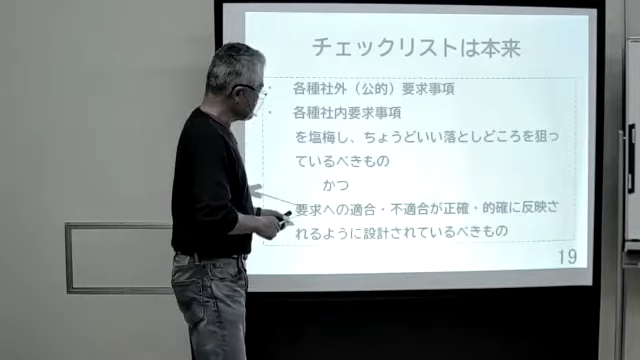 チェックリストは本来
・ 各種社外（公的）要求事項
・ 各種社内要求事項
を塩梅し、ちょうどいい落としどころを狙っ
ているべきもの
かつ
要求への適合・不適合が正確・的確に反映さ
れるように設計されているべきもの
19